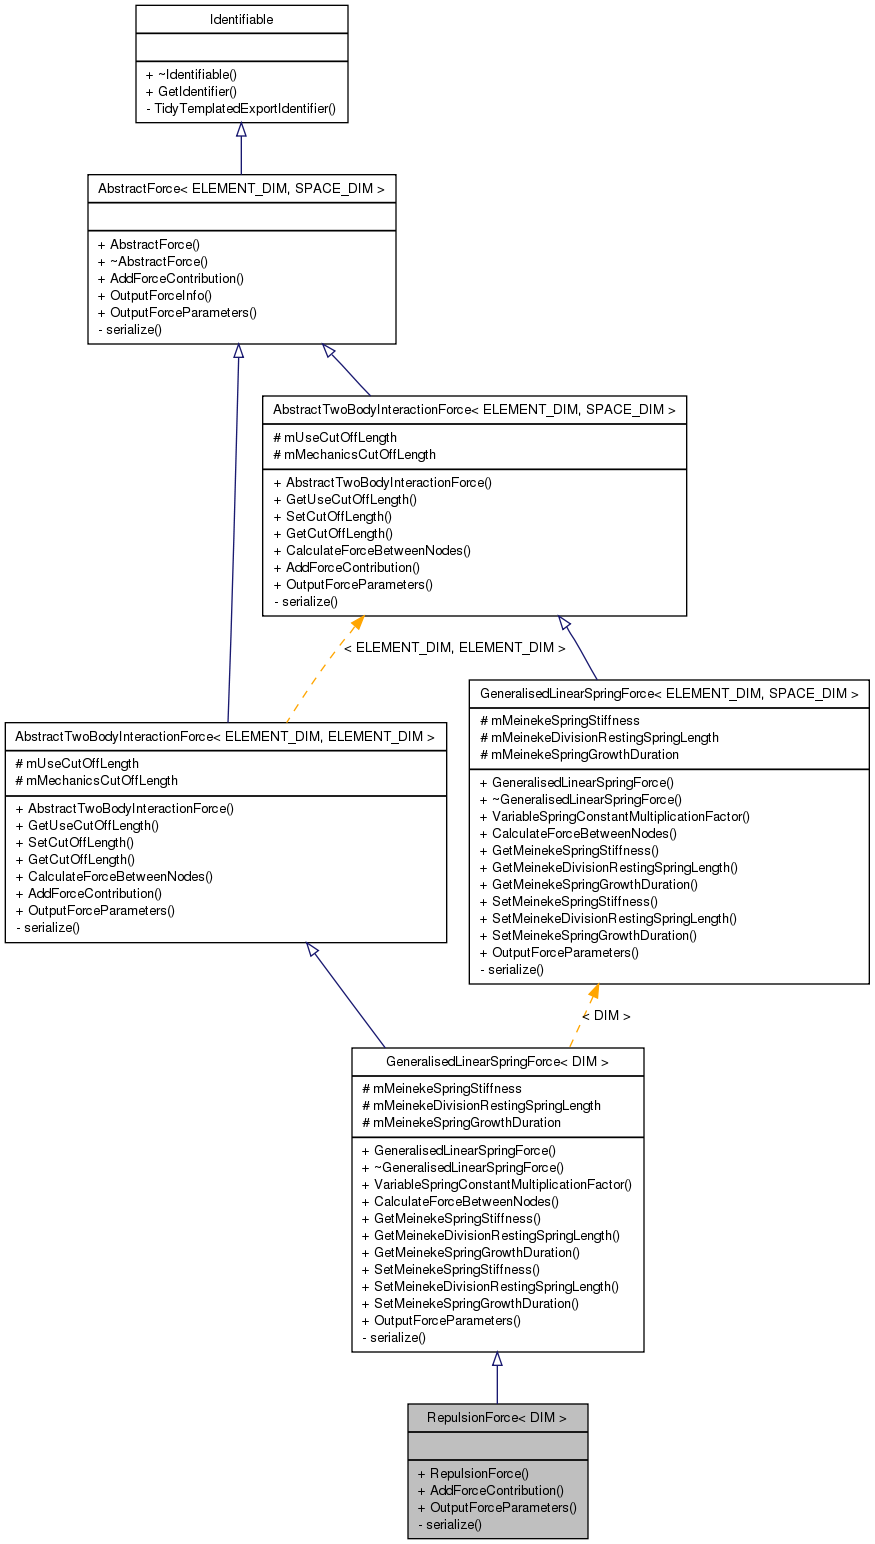 Identifiable
+ ~Identifiable()
+ GetIdentifier()
- TidyTemplatedExportIdentifier()
AbstractForce< ELEMENT_DIM, SPACE_DIM >
+ AbstractForce()
+ ~AbstractForce()
+ AddForceContribution()
+ OutputForceInfo()
+ OutputForceParameters()
- serialize()
AbstractTwoBodyInteractionForce< ELEMENT_DIM, SPACE_DIM >
# mUseCutOffLength
# mMechanicsCutOffLength
+ AbstractTwoBodyInteractionForce()
+ GetUseCutOffLength()
+ SetCutOffLength()
+ GetCutOffLength()
+ CalculateForceBetweenNodes()
+ AddForceContribution()
+ OutputForceParameters()
- serialize()
< ELEMENT_DIM, ELEMENT_DIM >
GeneralisedLinearSpringForce< ELEMENT_DIM, SPACE_DIM >
# mMeinekeSpringStiffness
# mMeinekeDivisionRestingSpringLength
# mMeinekeSpringGrowthDuration
+ GeneralisedLinearSpringForce()
+ ~GeneralisedLinearSpringForce()
+ VariableSpringConstantMultiplicationFactor()
+ CalculateForceBetweenNodes()
+ GetMeinekeSpringStiffness()
+ GetMeinekeDivisionRestingSpringLength()
+ GetMeinekeSpringGrowthDuration()
+ SetMeinekeSpringStiffness()
+ SetMeinekeDivisionRestingSpringLength()
+ SetMeinekeSpringGrowthDuration()
+ OutputForceParameters()
- serialize()
AbstractTwoBodyInteractionForce< ELEMENT_DIM, ELEMENT_DIM >
# mUseCutOffLength
# mMechanicsCutOffLength
+ AbstractTwoBodyInteractionForce()
+ GetUseCutOffLength()
+ SetCutOffLength()
+ GetCutOffLength()
+ CalculateForceBetweenNodes()
+ AddForceContribution()
+ OutputForceParameters()
- serialize()
< DIM >
GeneralisedLinearSpringForce< DIM >
# mMeinekeSpringStiffness
# mMeinekeDivisionRestingSpringLength
# mMeinekeSpringGrowthDuration
+ GeneralisedLinearSpringForce()
+ ~GeneralisedLinearSpringForce()
+ VariableSpringConstantMultiplicationFactor()
+ CalculateForceBetweenNodes()
+ GetMeinekeSpringStiffness()
+ GetMeinekeDivisionRestingSpringLength()
+ GetMeinekeSpringGrowthDuration()
+ SetMeinekeSpringStiffness()
+ SetMeinekeDivisionRestingSpringLength()
+ SetMeinekeSpringGrowthDuration()
+ OutputForceParameters()
- serialize()
RepulsionForce< DIM >
+ RepulsionForce()
+ AddForceContribution()
+ OutputForceParameters()
- serialize()